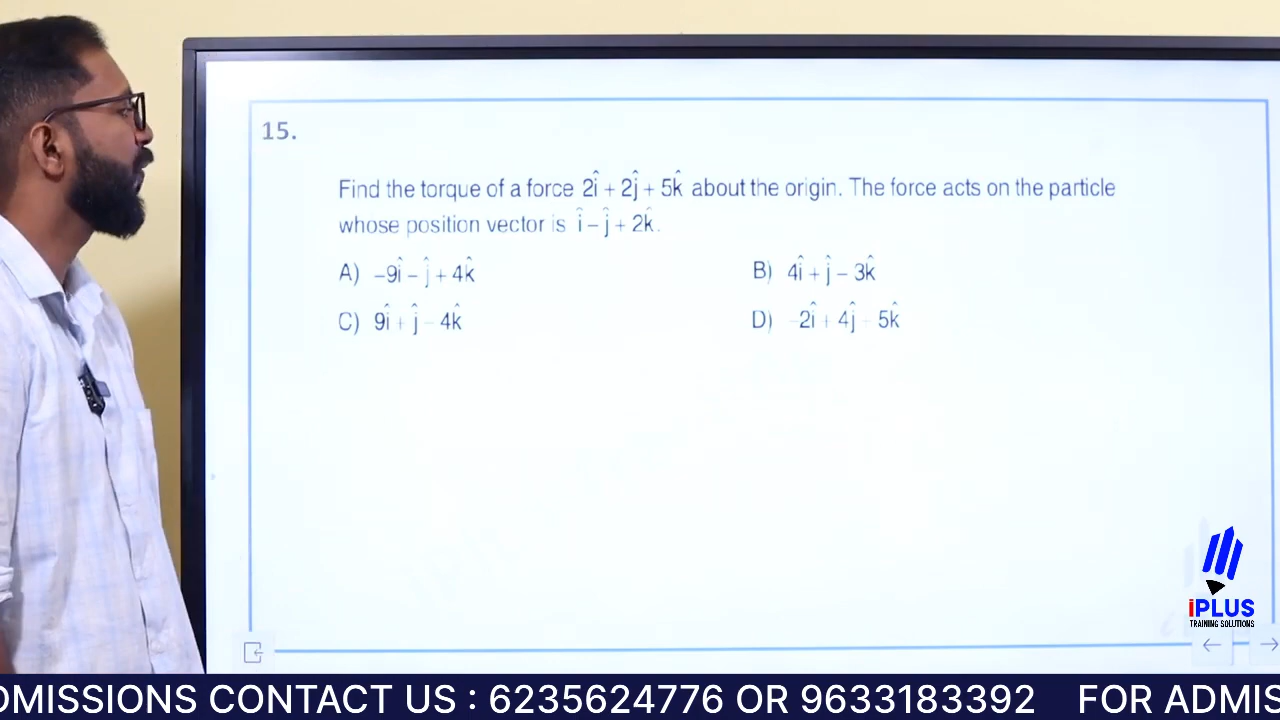 15.
Find the torque of a force 2î + 2ĵ + 5k̂ about the origin. The force acts on the particle
whose position vector is î – ĵ + 2k̂.
A) –9î – ĵ + 4k̂
B) 4î + ĵ – 3k̂
C) 9î + ĵ – 4k̂
D) –2î + 4ĵ – 5k̂
iPLUS
TRAINING SOLUTIONS
DMISSIONS CONTACT US : 6235624776 OR 9633183392 FOR ADMIS